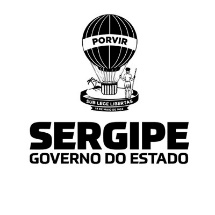 PORVIR
SUB LEGE LIBERTAS
SERGIPE
GOVERNO DO ESTADO